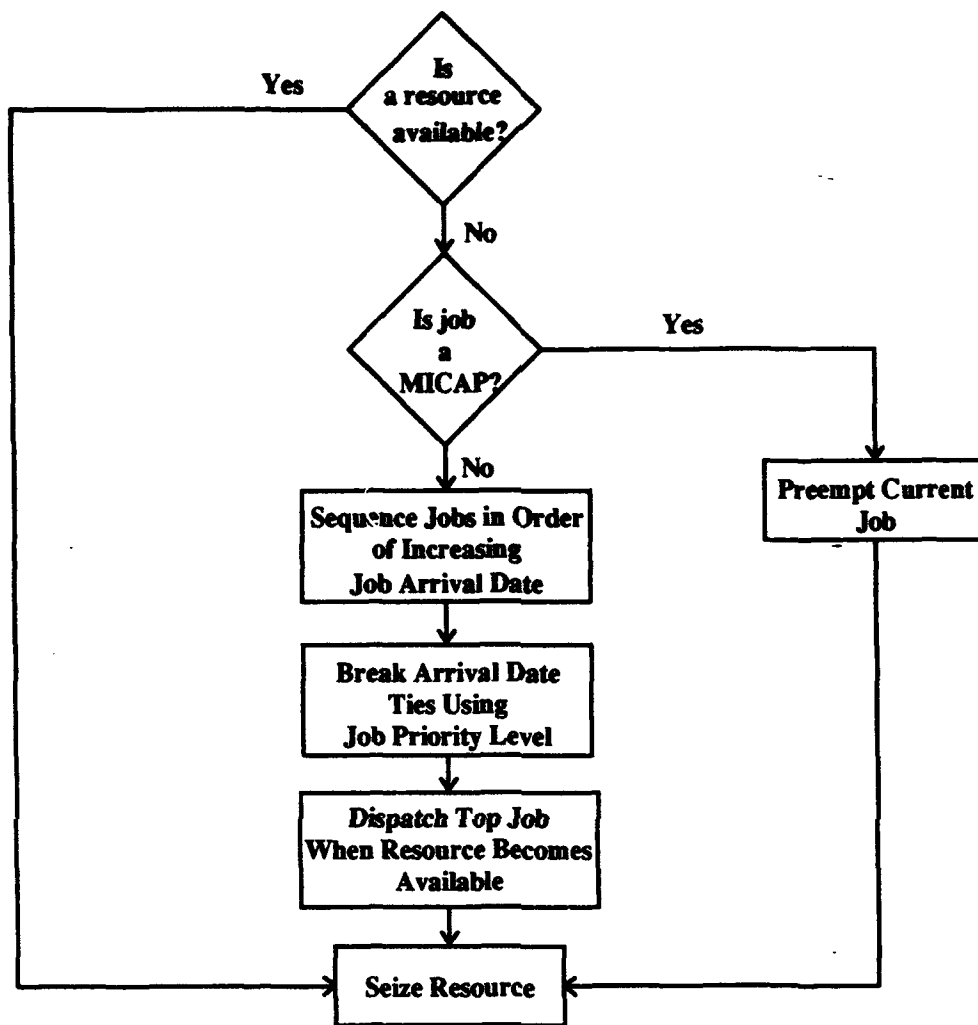 Is
a resource
available?
Yes
No
Is job
a
MICAP?
Yes
No
Sequence Jobs in Order
of Increasing
Job Arrival Date
Preempt Current
Job
Break Arrival Date
Ties Using
Job Priority Level
Dispatch Top Job
When Resource Becomes
Available
Seize Resource